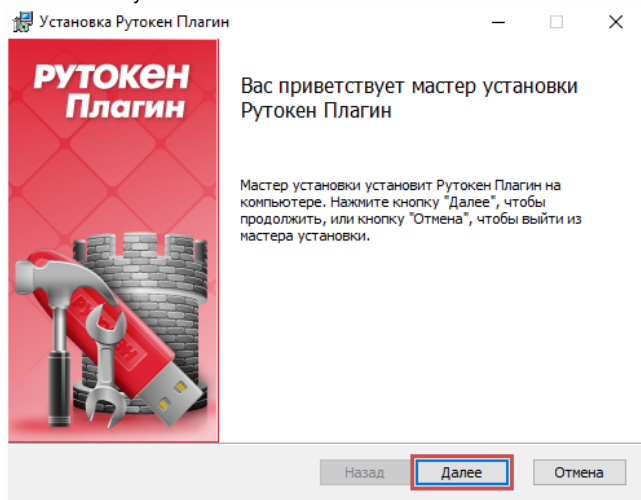 Установка Рутокен Плагин
рутокен
Плагин
Вас приветствует мастер установки
Рутокен Плагин
Мастер установки установит Рутокен Плагин на
компьютере. Нажмите кнопку "Далее", чтобы
продолжить, или кнопку "Отмена", чтобы выйти из
мастера установки.
Назад
Далее
Отмена